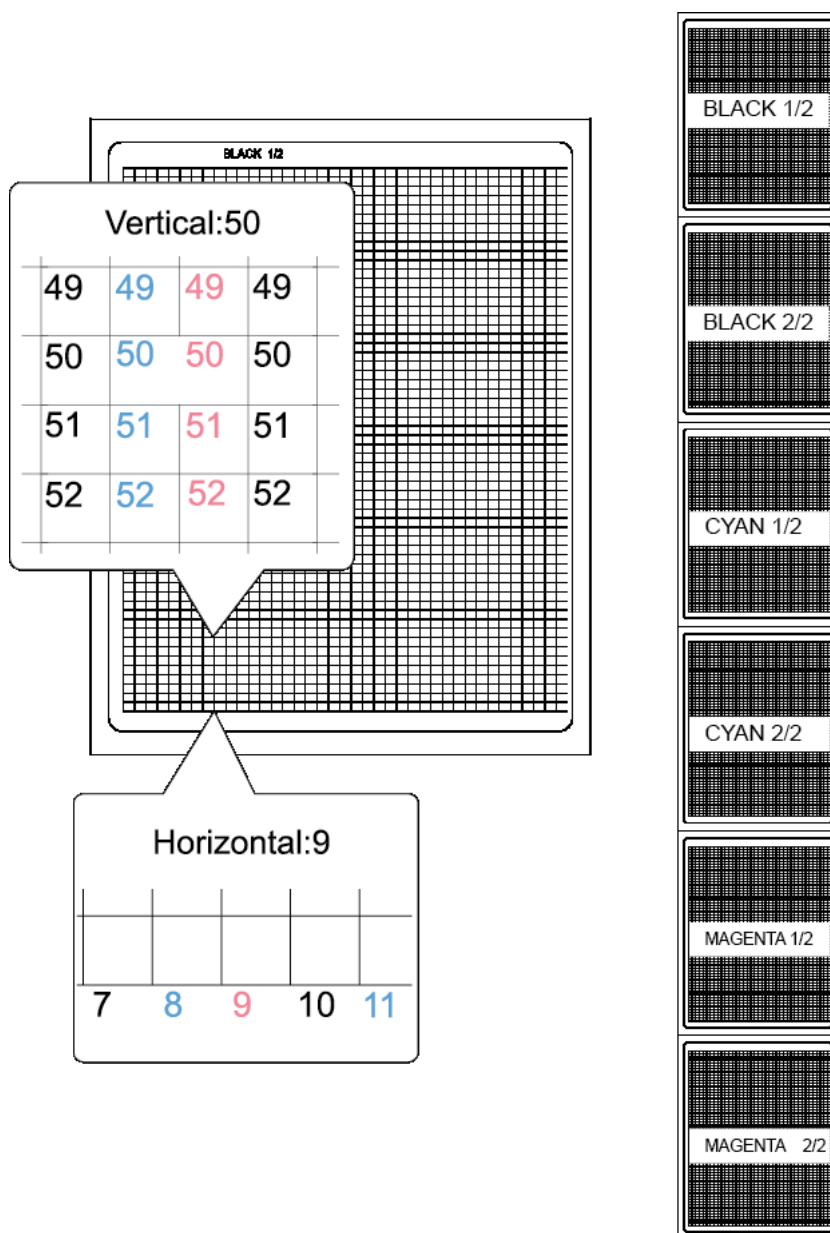 BLACK 1/2
Vertical:50
49 49 49 49
50 50 50 50
51 51 51 51
52 52 52 52
Horizontal:9
7 8 9 10 11
BLACK 1/2
BLACK 2/2
CYAN 1/2
CYAN 2/2
MAGENTA 1/2
MAGENTA 2/2